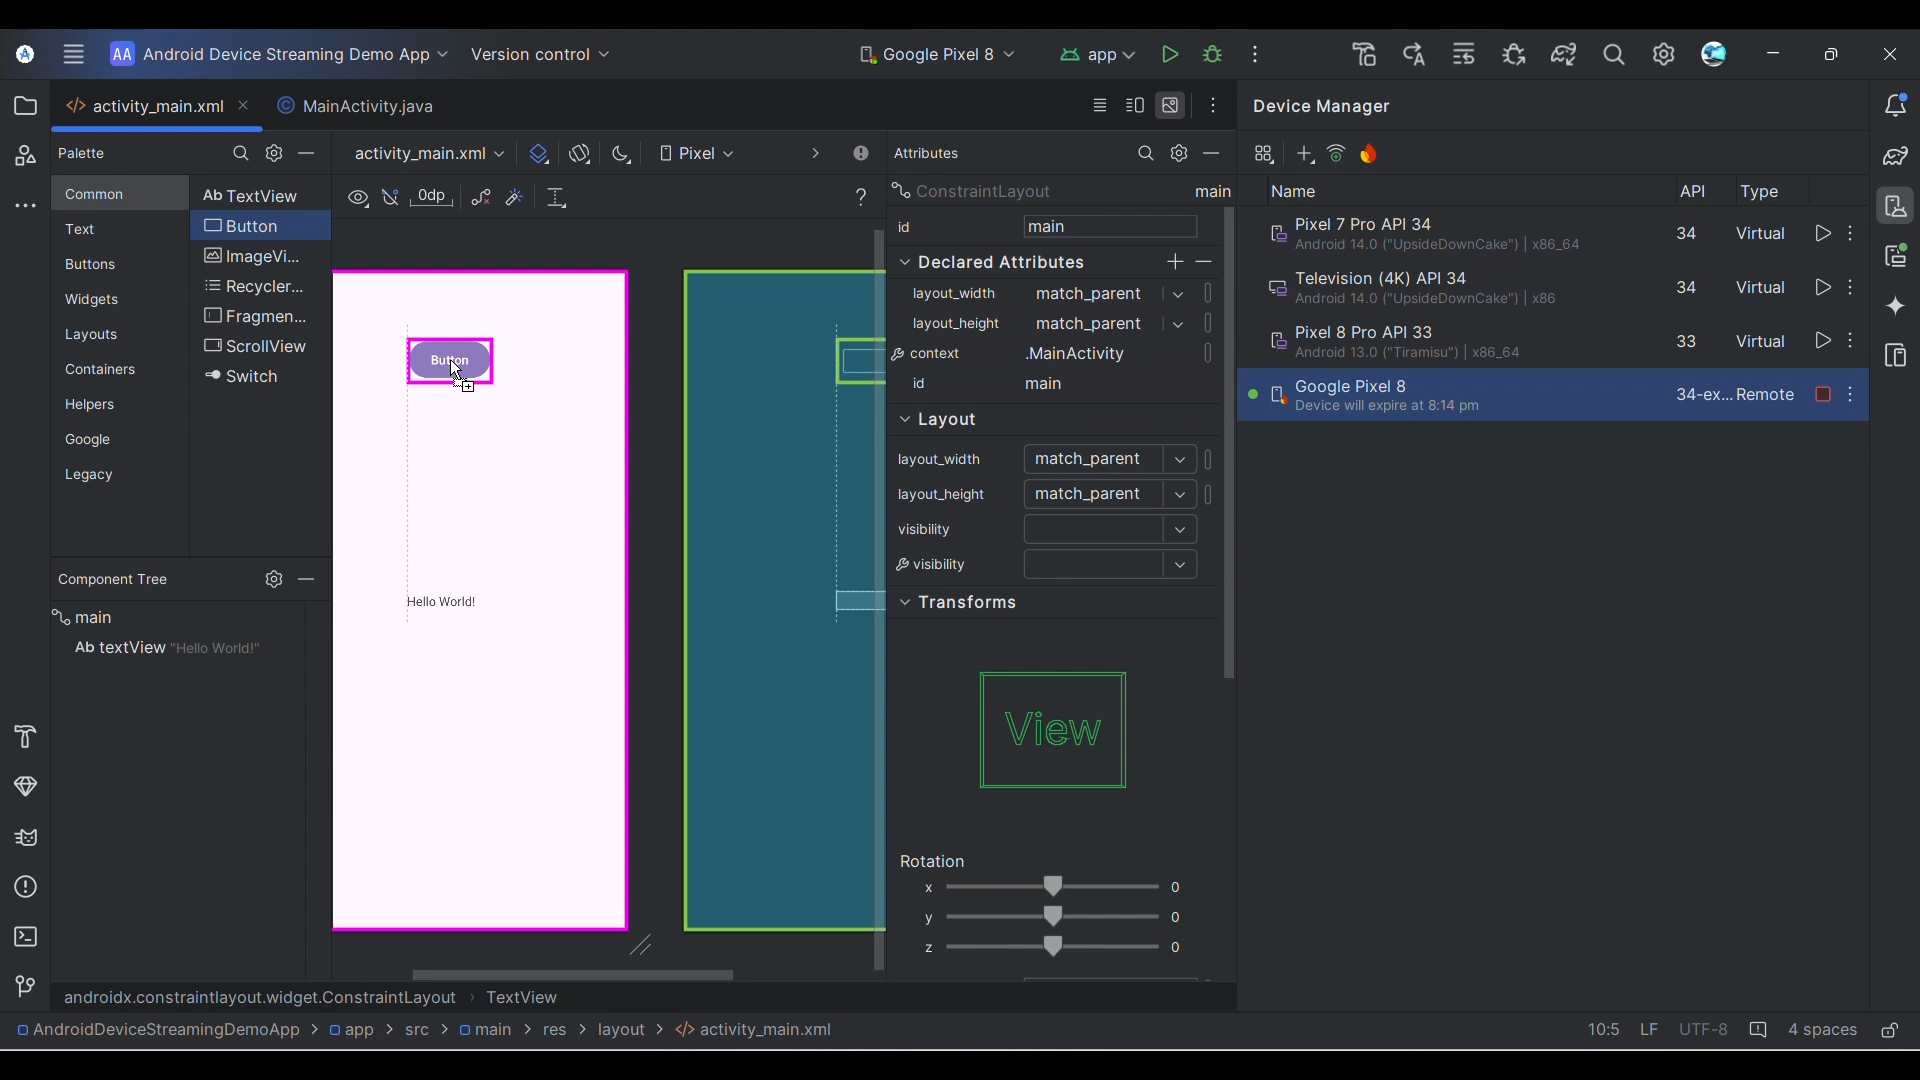 AA Android Device Streaming Demo App
Version control
Google Pixel 8
app
activity_main.xml
MainActivity.java
Device Manager
Palette
activity_main.xml
Pixel
Attributes
Common
Text
Buttons
Widgets
Layouts
Containers
Helpers
Google
Legacy
Ab TextView
Button
ImageVi...
Recycler...
Fragmen...
ScrollView
Switch
0dp
?
Button
Hello World!
ConstraintLayout main
id main
Declared Attributes
layout_width match_parent
layout_height match_parent
context .MainActivity
id main
Layout
layout_width match_parent
layout_height match_parent
visibility
visibility
Transforms
View
Rotation
x 0
y 0
z 0
Name API Type
Pixel 7 Pro API 34 34 Virtual
Android 14.0 ("UpsideDownCake") | x86_64
Television (4K) API 34 34 Virtual
Android 14.0 ("UpsideDownCake") | x86
Pixel 8 Pro API 33 33 Virtual
Android 13.0 ("Tiramisu") | x86_64
Google Pixel 8 34-ex... Remote
Device will expire at 8:14 pm
Component Tree
main
Ab textView "Hello World!"
androidx.constraintlayout.widget.ConstraintLayout › TextView
AndroidDeviceStreamingDemoApp > app > src > main > res > layout > </> activity_main.xml
10:5 LF UTF-8 4 spaces